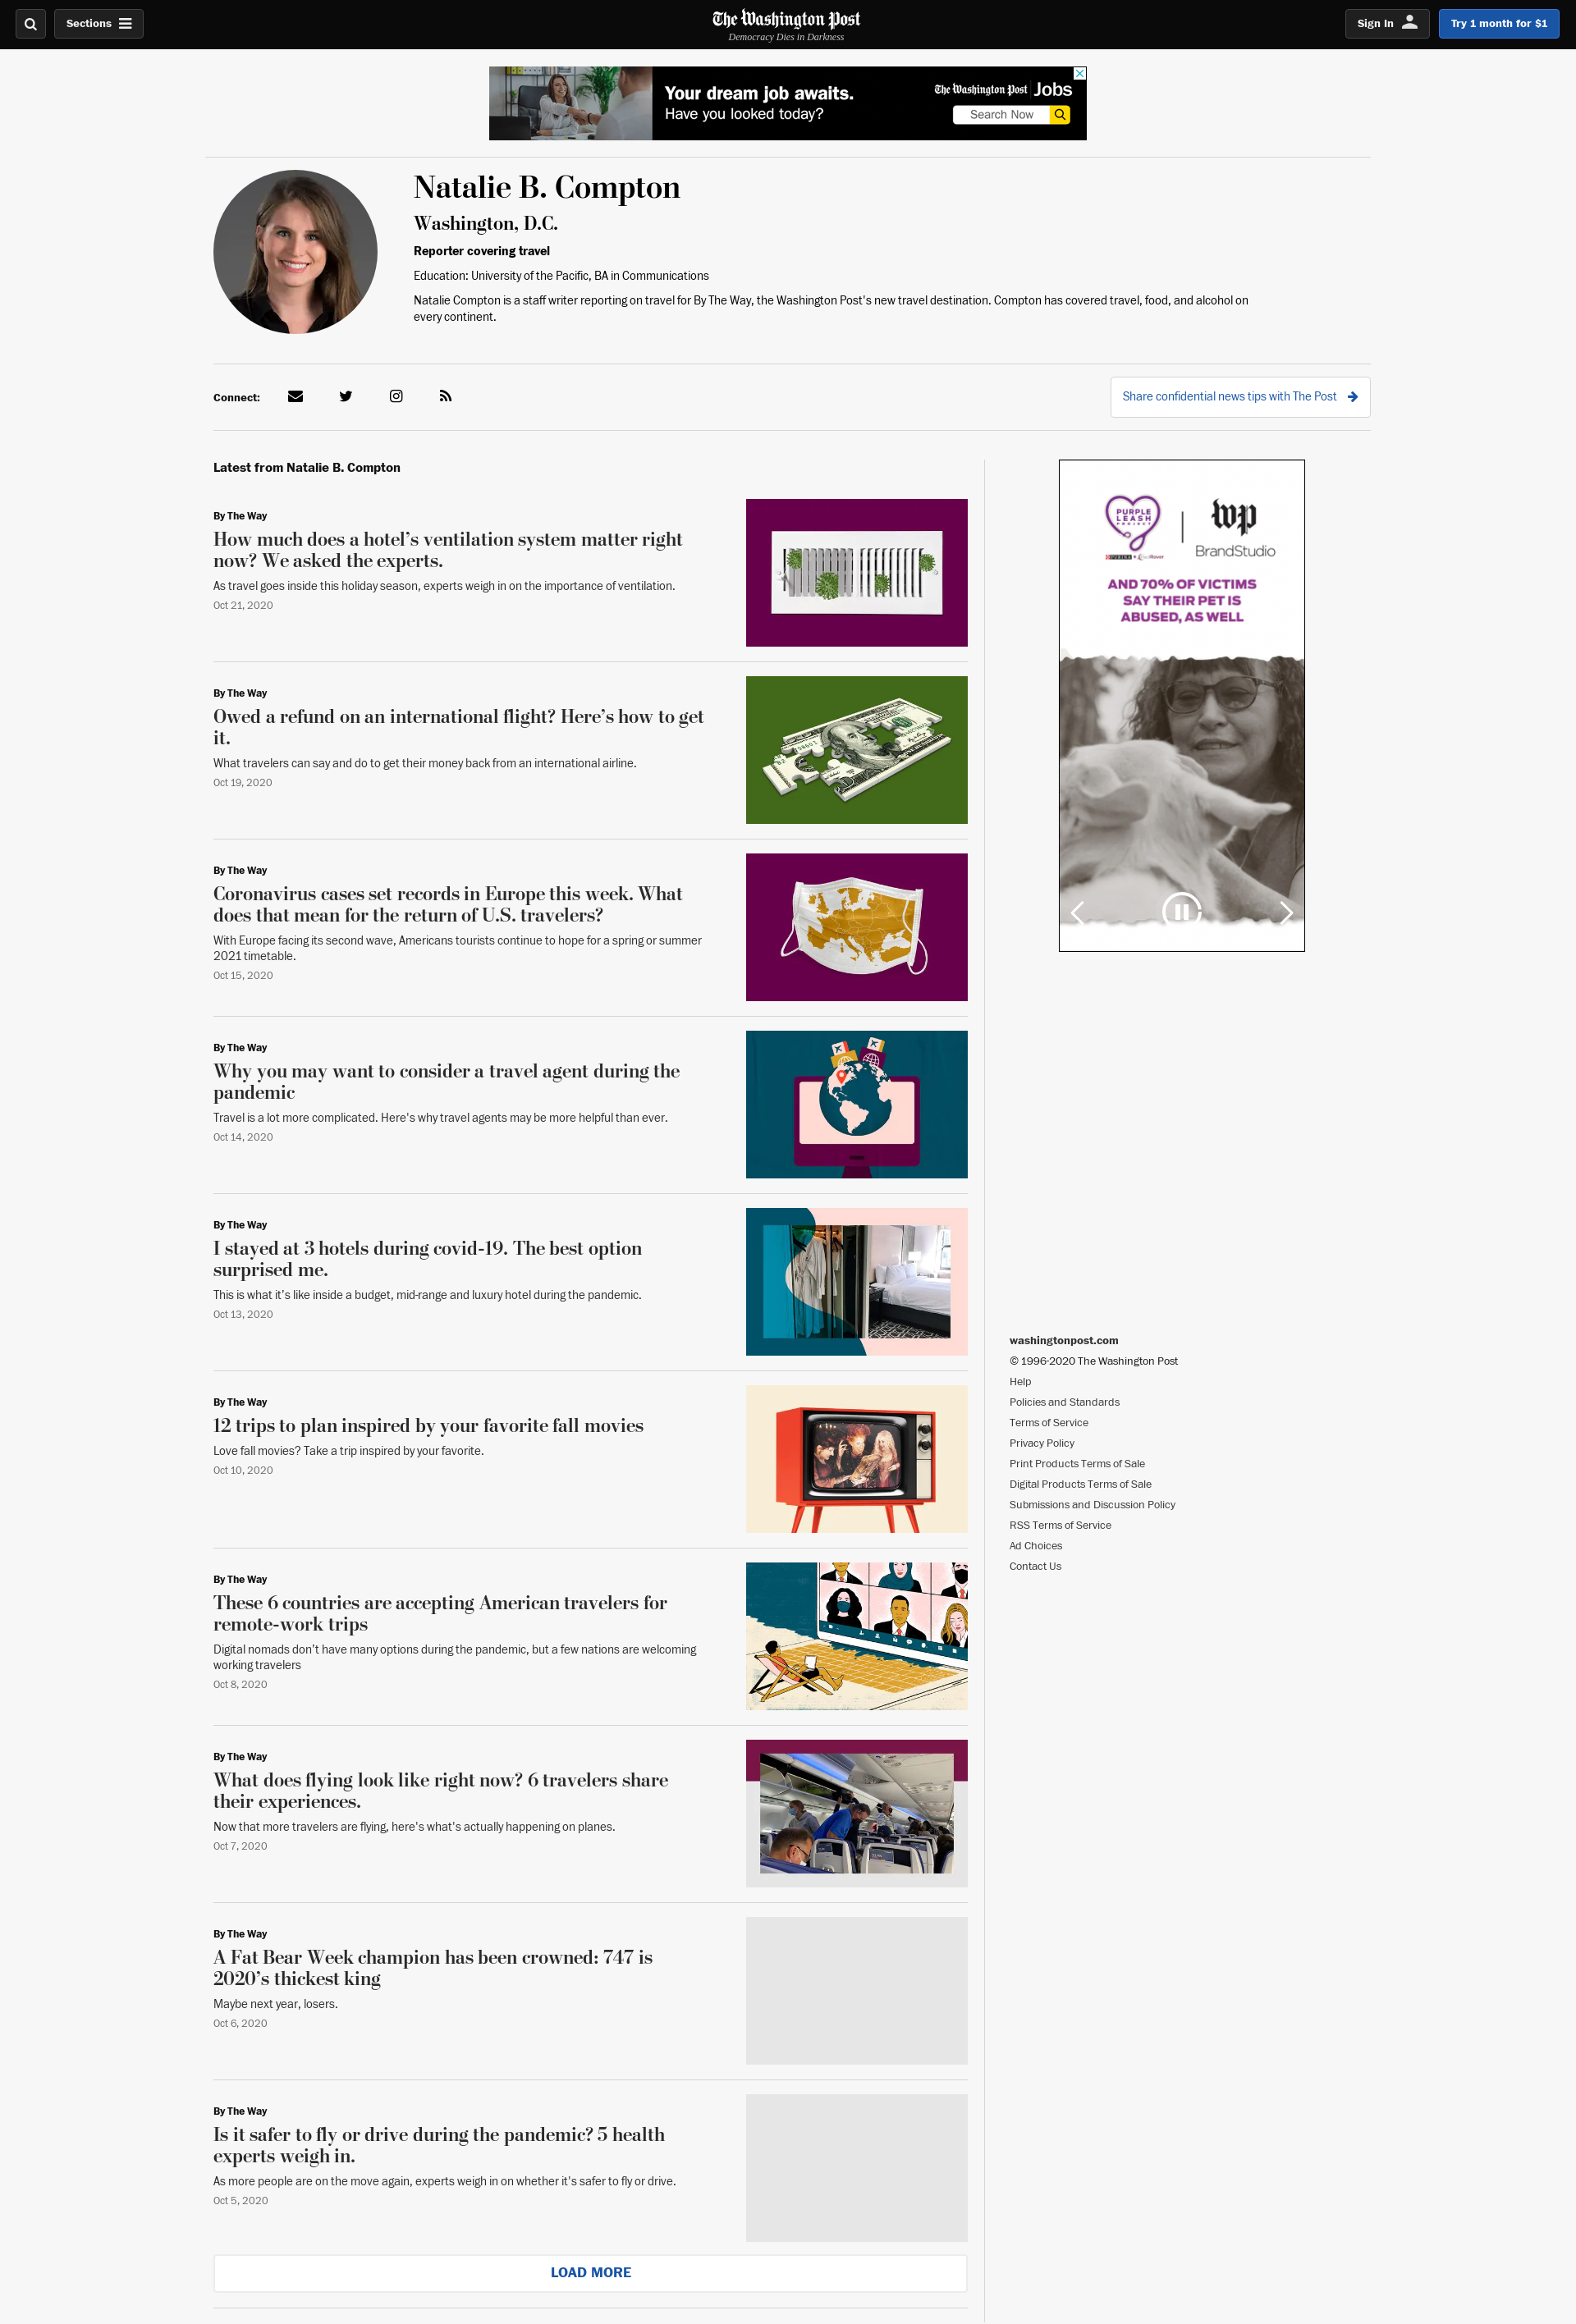 Sections
The Washington Post
Democracy Dies in Darkness
Sign In
Try 1 month for $1
Your dream job awaits.
Have you looked today?
The Washington Post Jobs
Search Now
Natalie B. Compton
Washington, D.C.
Reporter covering travel
Education: University of the Pacific, BA in Communications
Natalie Compton is a staff writer reporting on travel for By The Way, the Washington Post's new travel destination. Compton has covered travel, food, and alcohol on
every continent.
Connect:
Share confidential news tips with The Post
Latest from Natalie B. Compton
By The Way
How much does a hotel’s ventilation system matter right
now? We asked the experts.
As travel goes inside this holiday season, experts weigh in on the importance of ventilation.
Oct 21, 2020
By The Way
Owed a refund on an international flight? Here’s how to get
it.
What travelers can say and do to get their money back from an international airline.
Oct 19, 2020
By The Way
Coronavirus cases set records in Europe this week. What
does that mean for the return of U.S. travelers?
With Europe facing its second wave, Americans tourists continue to hope for a spring or summer
2021 timetable.
Oct 15, 2020
By The Way
Why you may want to consider a travel agent during the
pandemic
Travel is a lot more complicated. Here's why travel agents may be more helpful than ever.
Oct 14, 2020
By The Way
I stayed at 3 hotels during covid-19. The best option
surprised me.
This is what it's like inside a budget, mid-range and luxury hotel during the pandemic.
Oct 13, 2020
By The Way
12 trips to plan inspired by your favorite fall movies
Love fall movies? Take a trip inspired by your favorite.
Oct 10, 2020
By The Way
These 6 countries are accepting American travelers for
remote-work trips
Digital nomads don't have many options during the pandemic, but a few nations are welcoming
working travelers
Oct 8, 2020
By The Way
What does flying look like right now? 6 travelers share
their experiences.
Now that more travelers are flying, here's what's actually happening on planes.
Oct 7, 2020
By The Way
A Fat Bear Week champion has been crowned: 747 is
2020’s thickest king
Maybe next year, losers.
Oct 6, 2020
By The Way
Is it safer to fly or drive during the pandemic? 5 health
experts weigh in.
As more people are on the move again, experts weigh in on whether it's safer to fly or drive.
Oct 5, 2020
LOAD MORE
PURPLE
LEASH
PROJECT
PURINA
wp
BrandStudio
AND 70% OF VICTIMS
SAY THEIR PET IS
ABUSED, AS WELL
washingtonpost.com
© 1996-2020 The Washington Post
Help
Policies and Standards
Terms of Service
Privacy Policy
Print Products Terms of Sale
Digital Products Terms of Sale
Submissions and Discussion Policy
RSS Terms of Service
Ad Choices
Contact Us